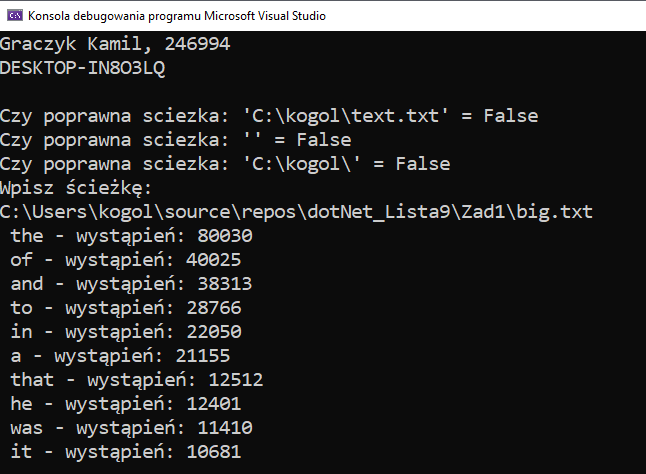 Konsola debugowania programu Microsoft Visual Studio
Graczyk Kamil, 246994
DESKTOP-IN8O3LQ
Czy poprawna sciezka: 'C:\kogol\text.txt' = False
Czy poprawna sciezka: '' = False
Czy poprawna sciezka: 'C:\kogol\' = False
Wpisz ścieżkę:
C:\Users\kogol\source\repos\dotNet_Lista9\Zad1\big.txt
the - wystąpień: 80030
of - wystąpień: 40025
and - wystąpień: 38313
to - wystąpień: 28766
in - wystąpień: 22050
a - wystąpień: 21155
that - wystąpień: 12512
he - wystąpień: 12401
was - wystąpień: 11410
it - wystąpień: 10681